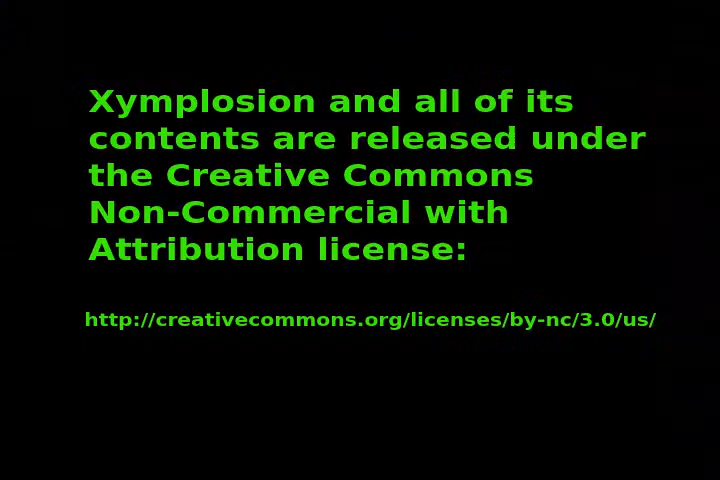 Xymplosion and all of its
contents are released under
the Creative Commons
Non-Commercial with
Attribution license:
http://creativecommons.org/licenses/by-nc/3.0/us/